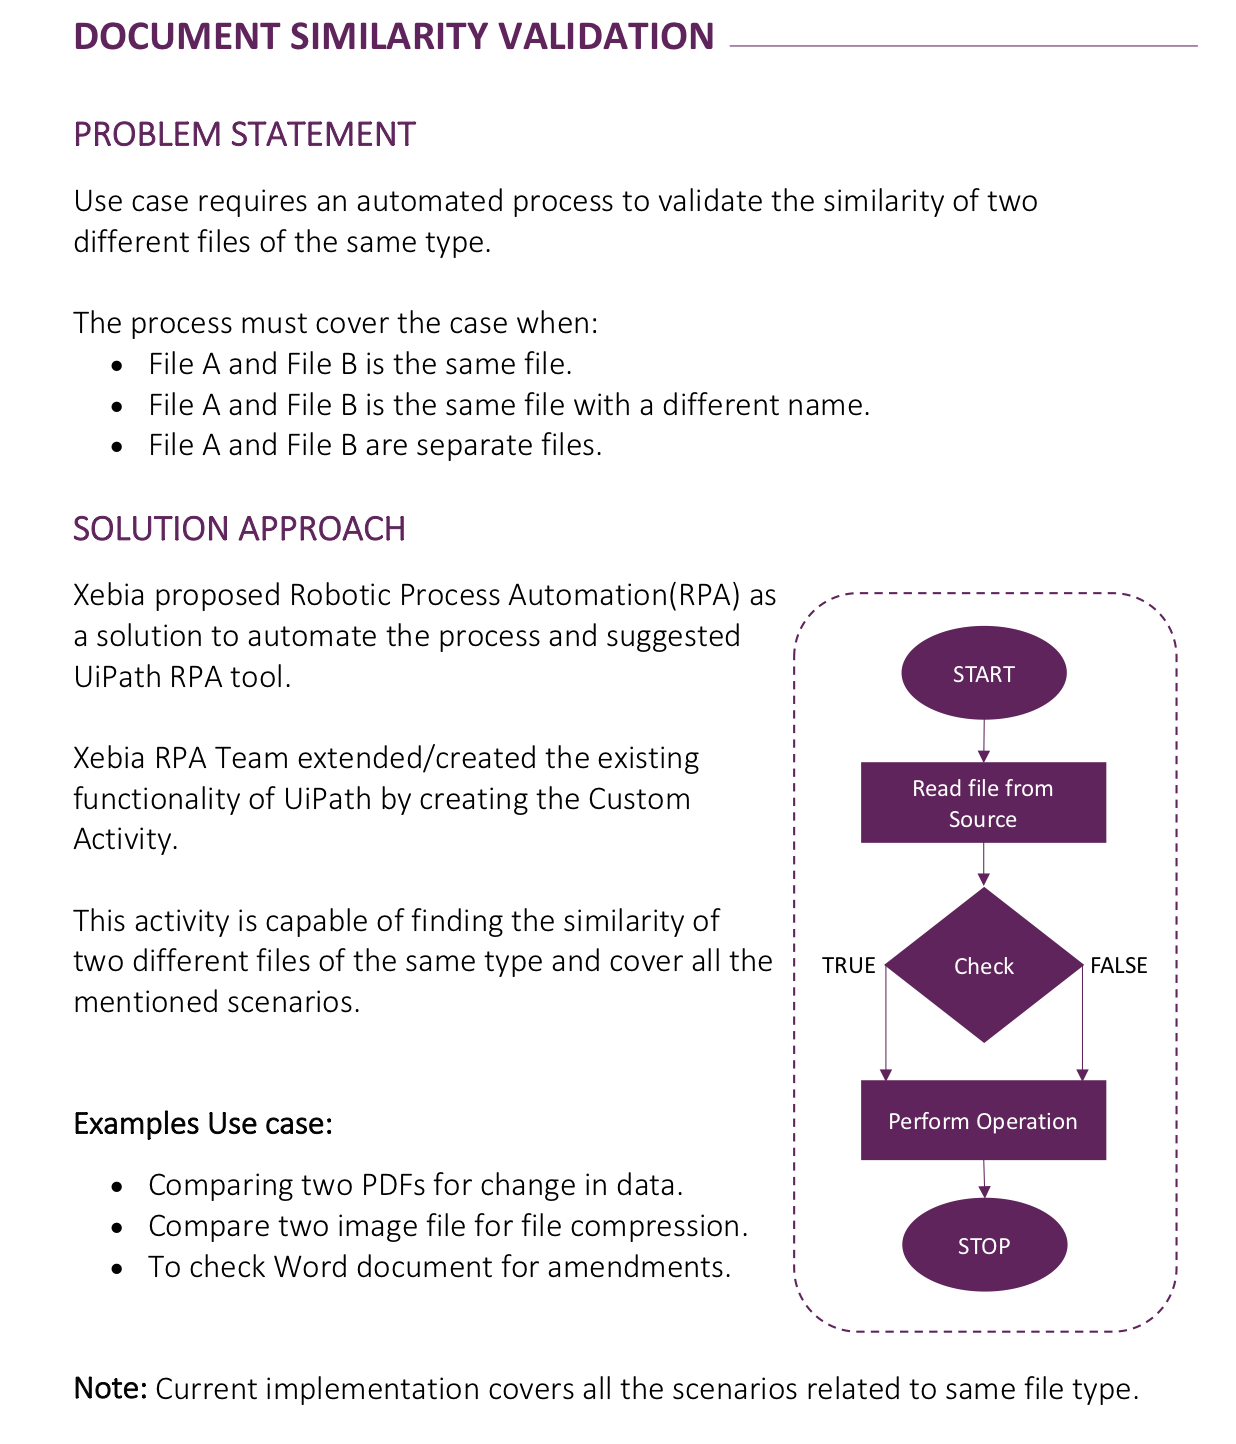 DOCUMENT SIMILARITY VALIDATION
PROBLEM STATEMENT
Use case requires an automated process to validate the similarity of two
different files of the same type.
The process must cover the case when:
• File A and File B is the same file.
• File A and File B is the same file with a different name.
• File A and File B are separate files.
SOLUTION APPROACH
Xebia proposed Robotic Process Automation(RPA) as
a solution to automate the process and suggested
UiPath RPA tool.
Xebia RPA Team extended/created the existing
functionality of UiPath by creating the Custom
Activity.
This activity is capable of finding the similarity of
two different files of the same type and cover all the
mentioned scenarios.
Examples Use case:
• Comparing two PDFs for change in data.
• Compare two image file for file compression.
• To check Word document for amendments.
START
Read file from
Source
TRUE
Check
FALSE
Perform Operation
STOP
Note: Current implementation covers all the scenarios related to same file type.